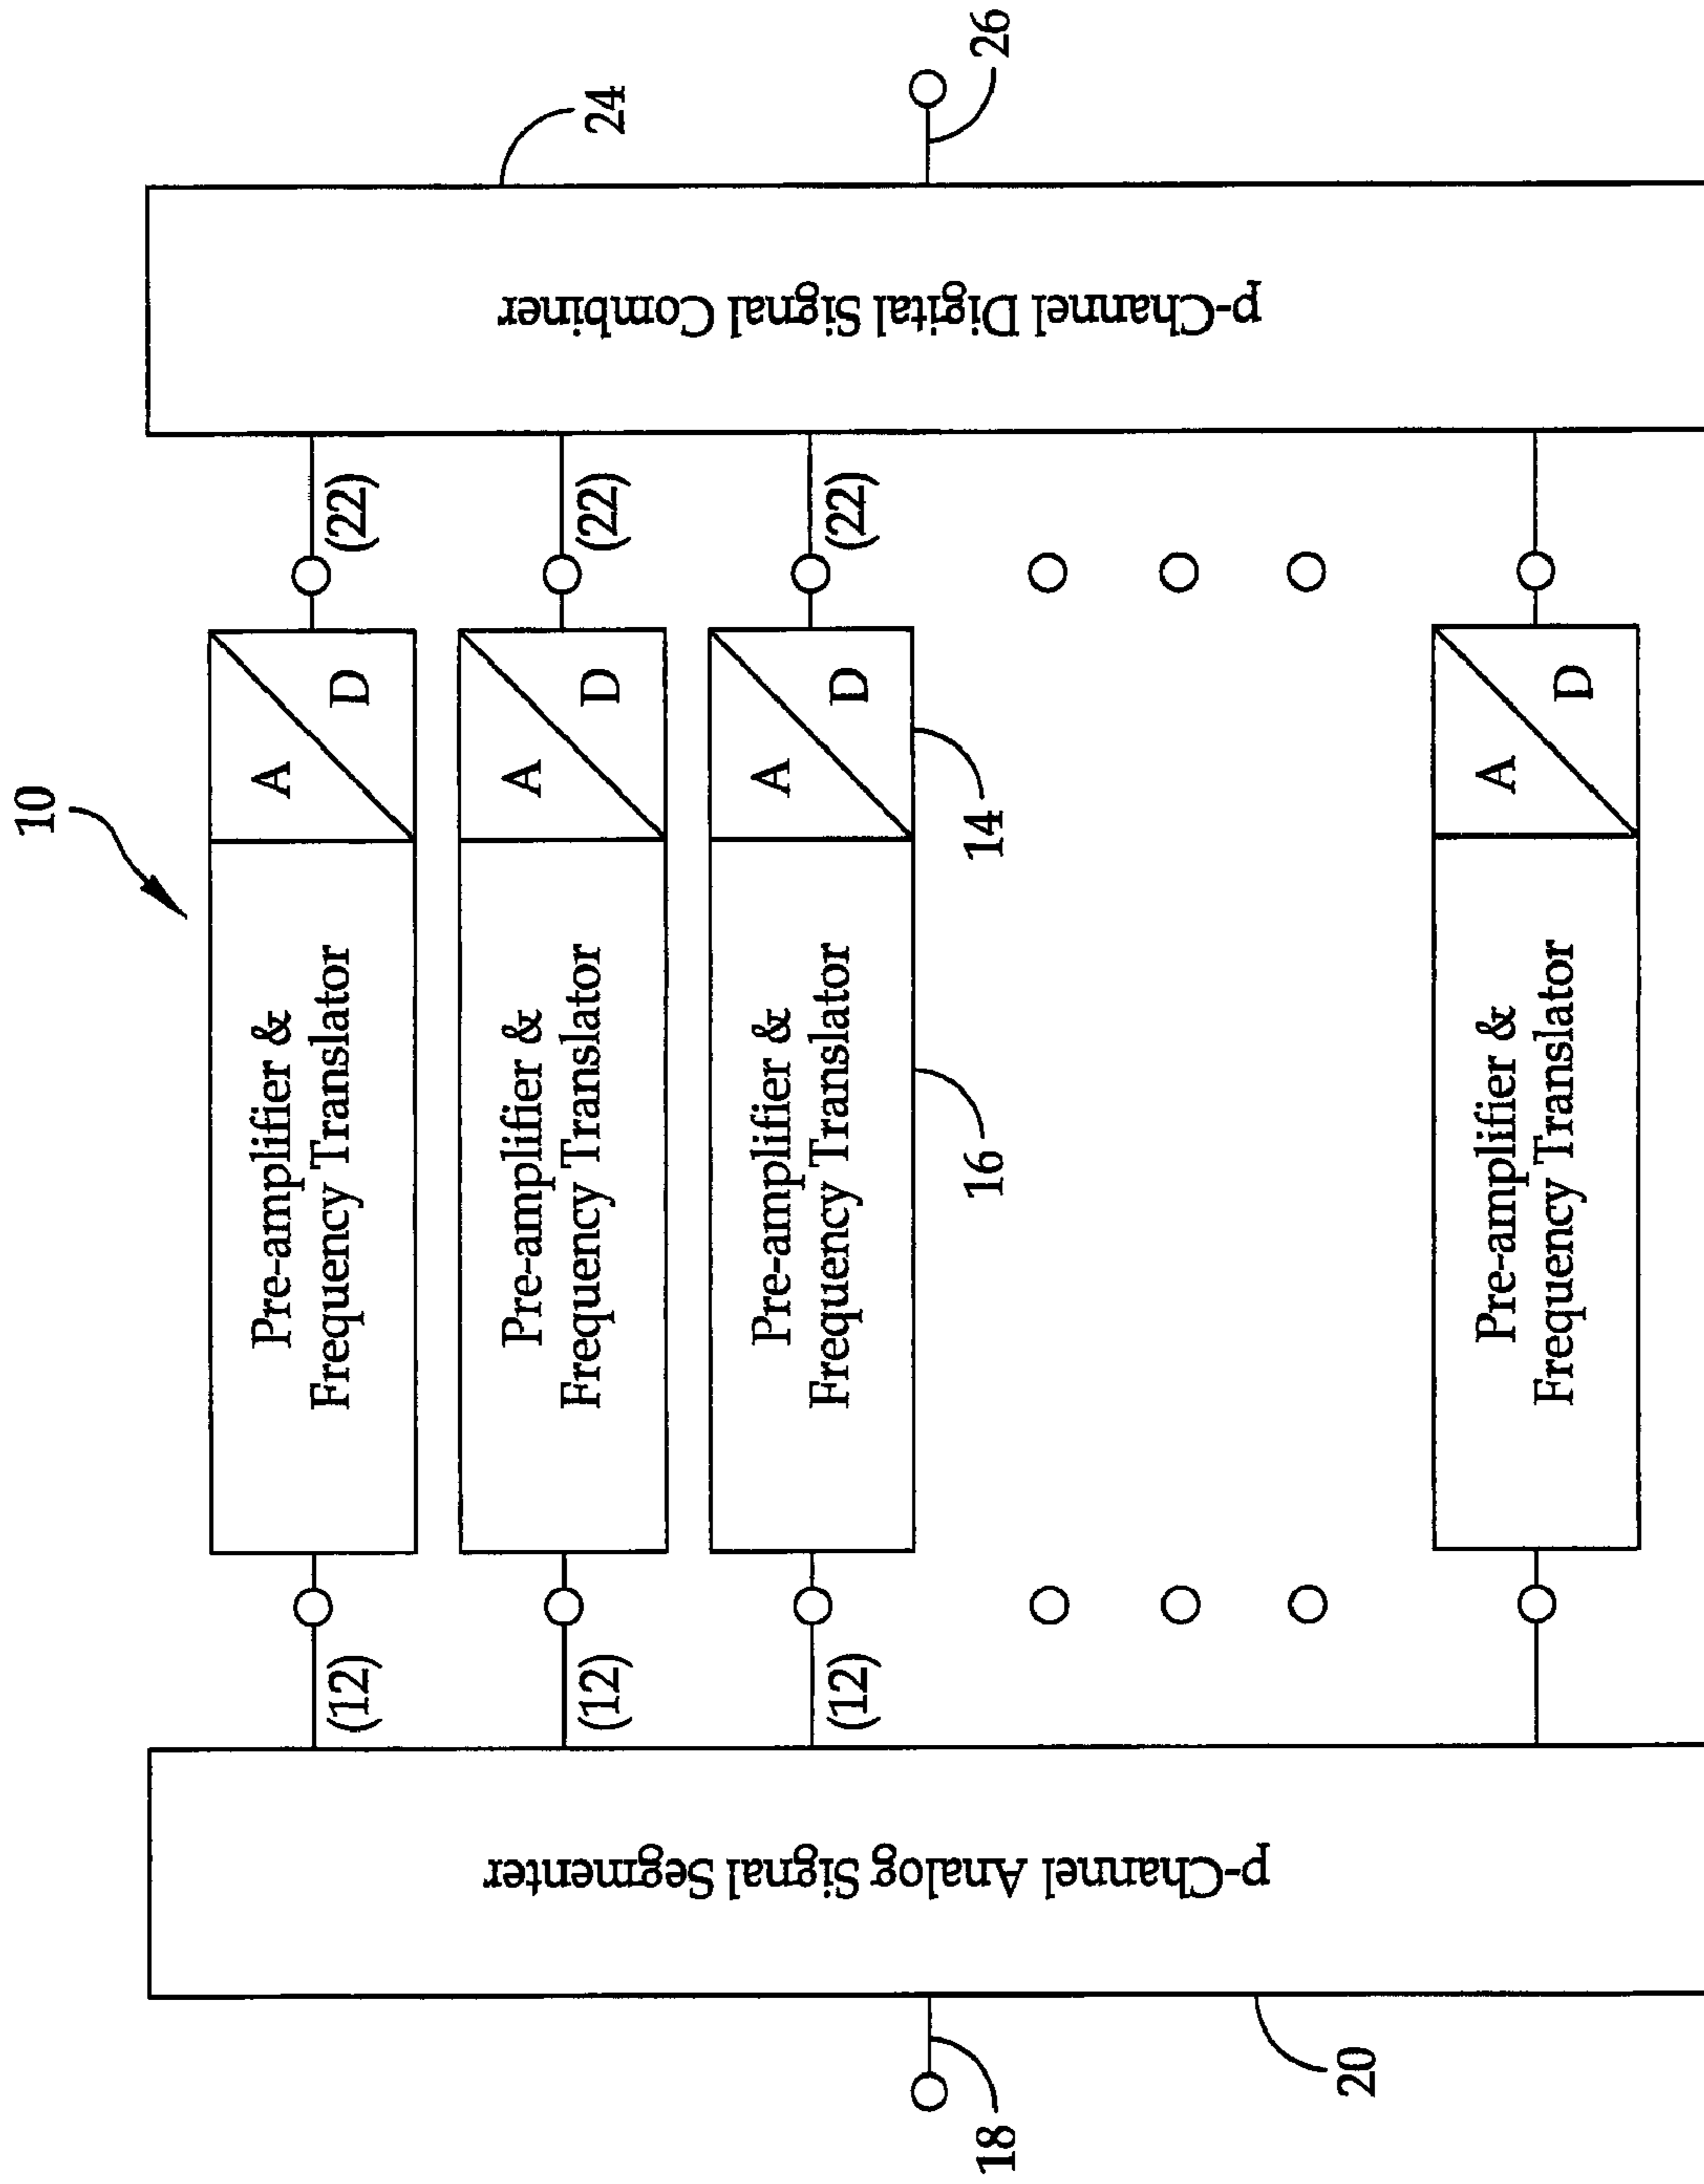 10
p-Channel Analog Signal Segmenter
(12)
Pre-amplifier &
Frequency Translator
A
D
(22)
p-Channel Digital Signal Combiner
24
(12)
Pre-amplifier &
Frequency Translator
A
D
(22)
(12)
Pre-amplifier &
Frequency Translator
A
D
(22)
18
16
14
26
20
Pre-amplifier &
Frequency Translator
A
D